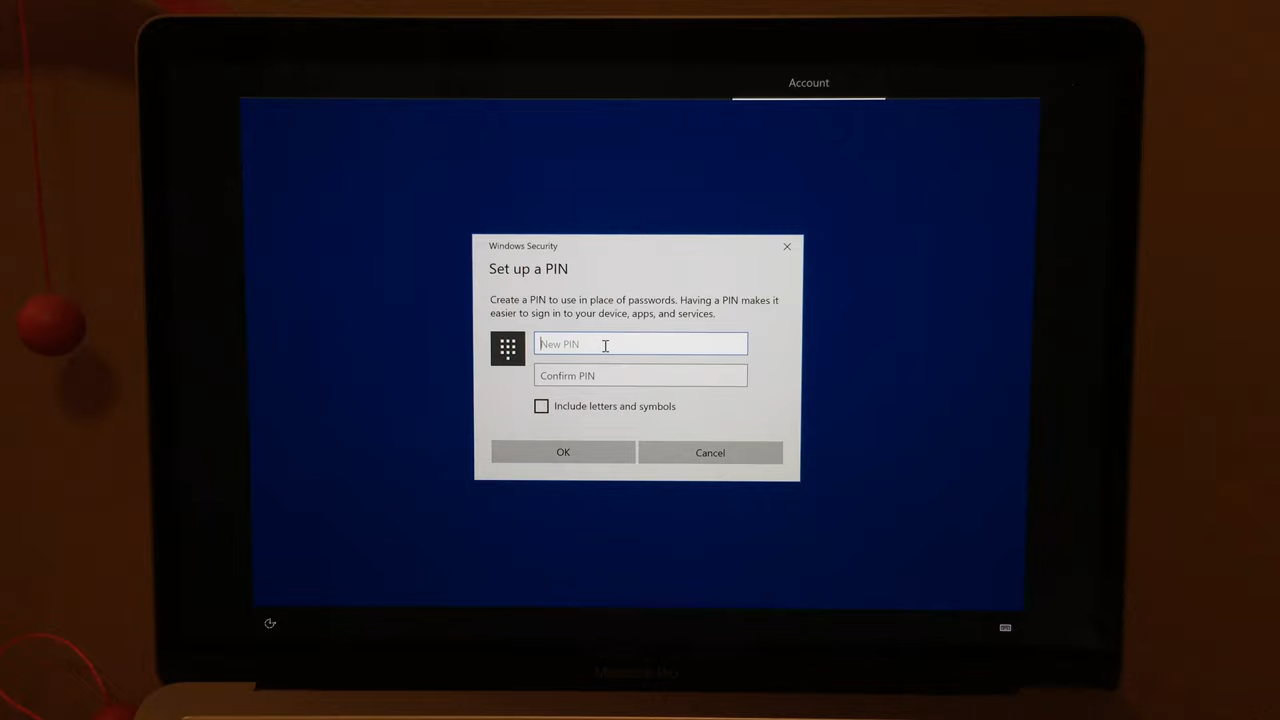 Account
Windows Security
Set up a PIN
Create a PIN to use in place of passwords. Having a PIN makes it
easier to sign in to your device, apps, and services.
New PIN
Confirm PIN
Include letters and symbols
OK
Cancel